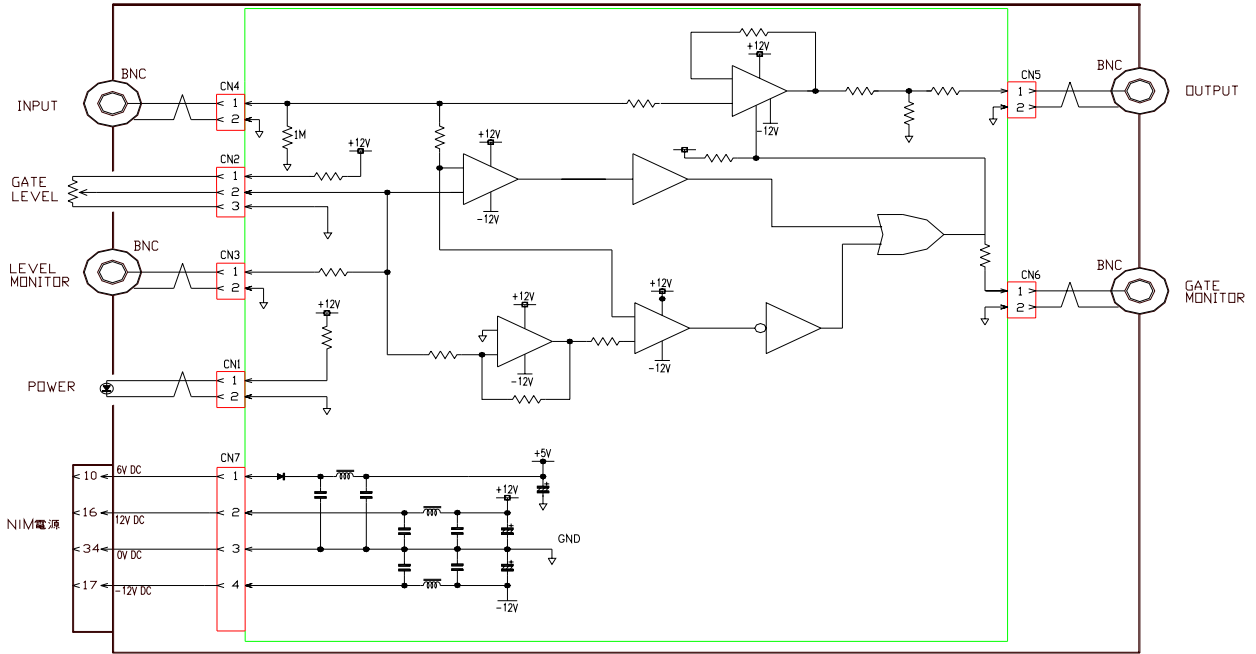 BNC
INPUT
CN4
1
2
1M
+12V
+12V
-12V
CN5
1
2
BNC
OUTPUT
GATE
LEVEL
CN2
1
2
3
+12V
-12V
BNC
LEVEL
MONITOR
CN3
1
2
+12V
+12V
-12V
+12V
-12V
CN6
1
2
BNC
GATE
MONITOR
POWER
CN1
1
2
NIM電源
10
6V DC
16
12V DC
34
0V DC
17
-12V DC
CN7
1
2
3
4
+5V
+12V
GND
-12V